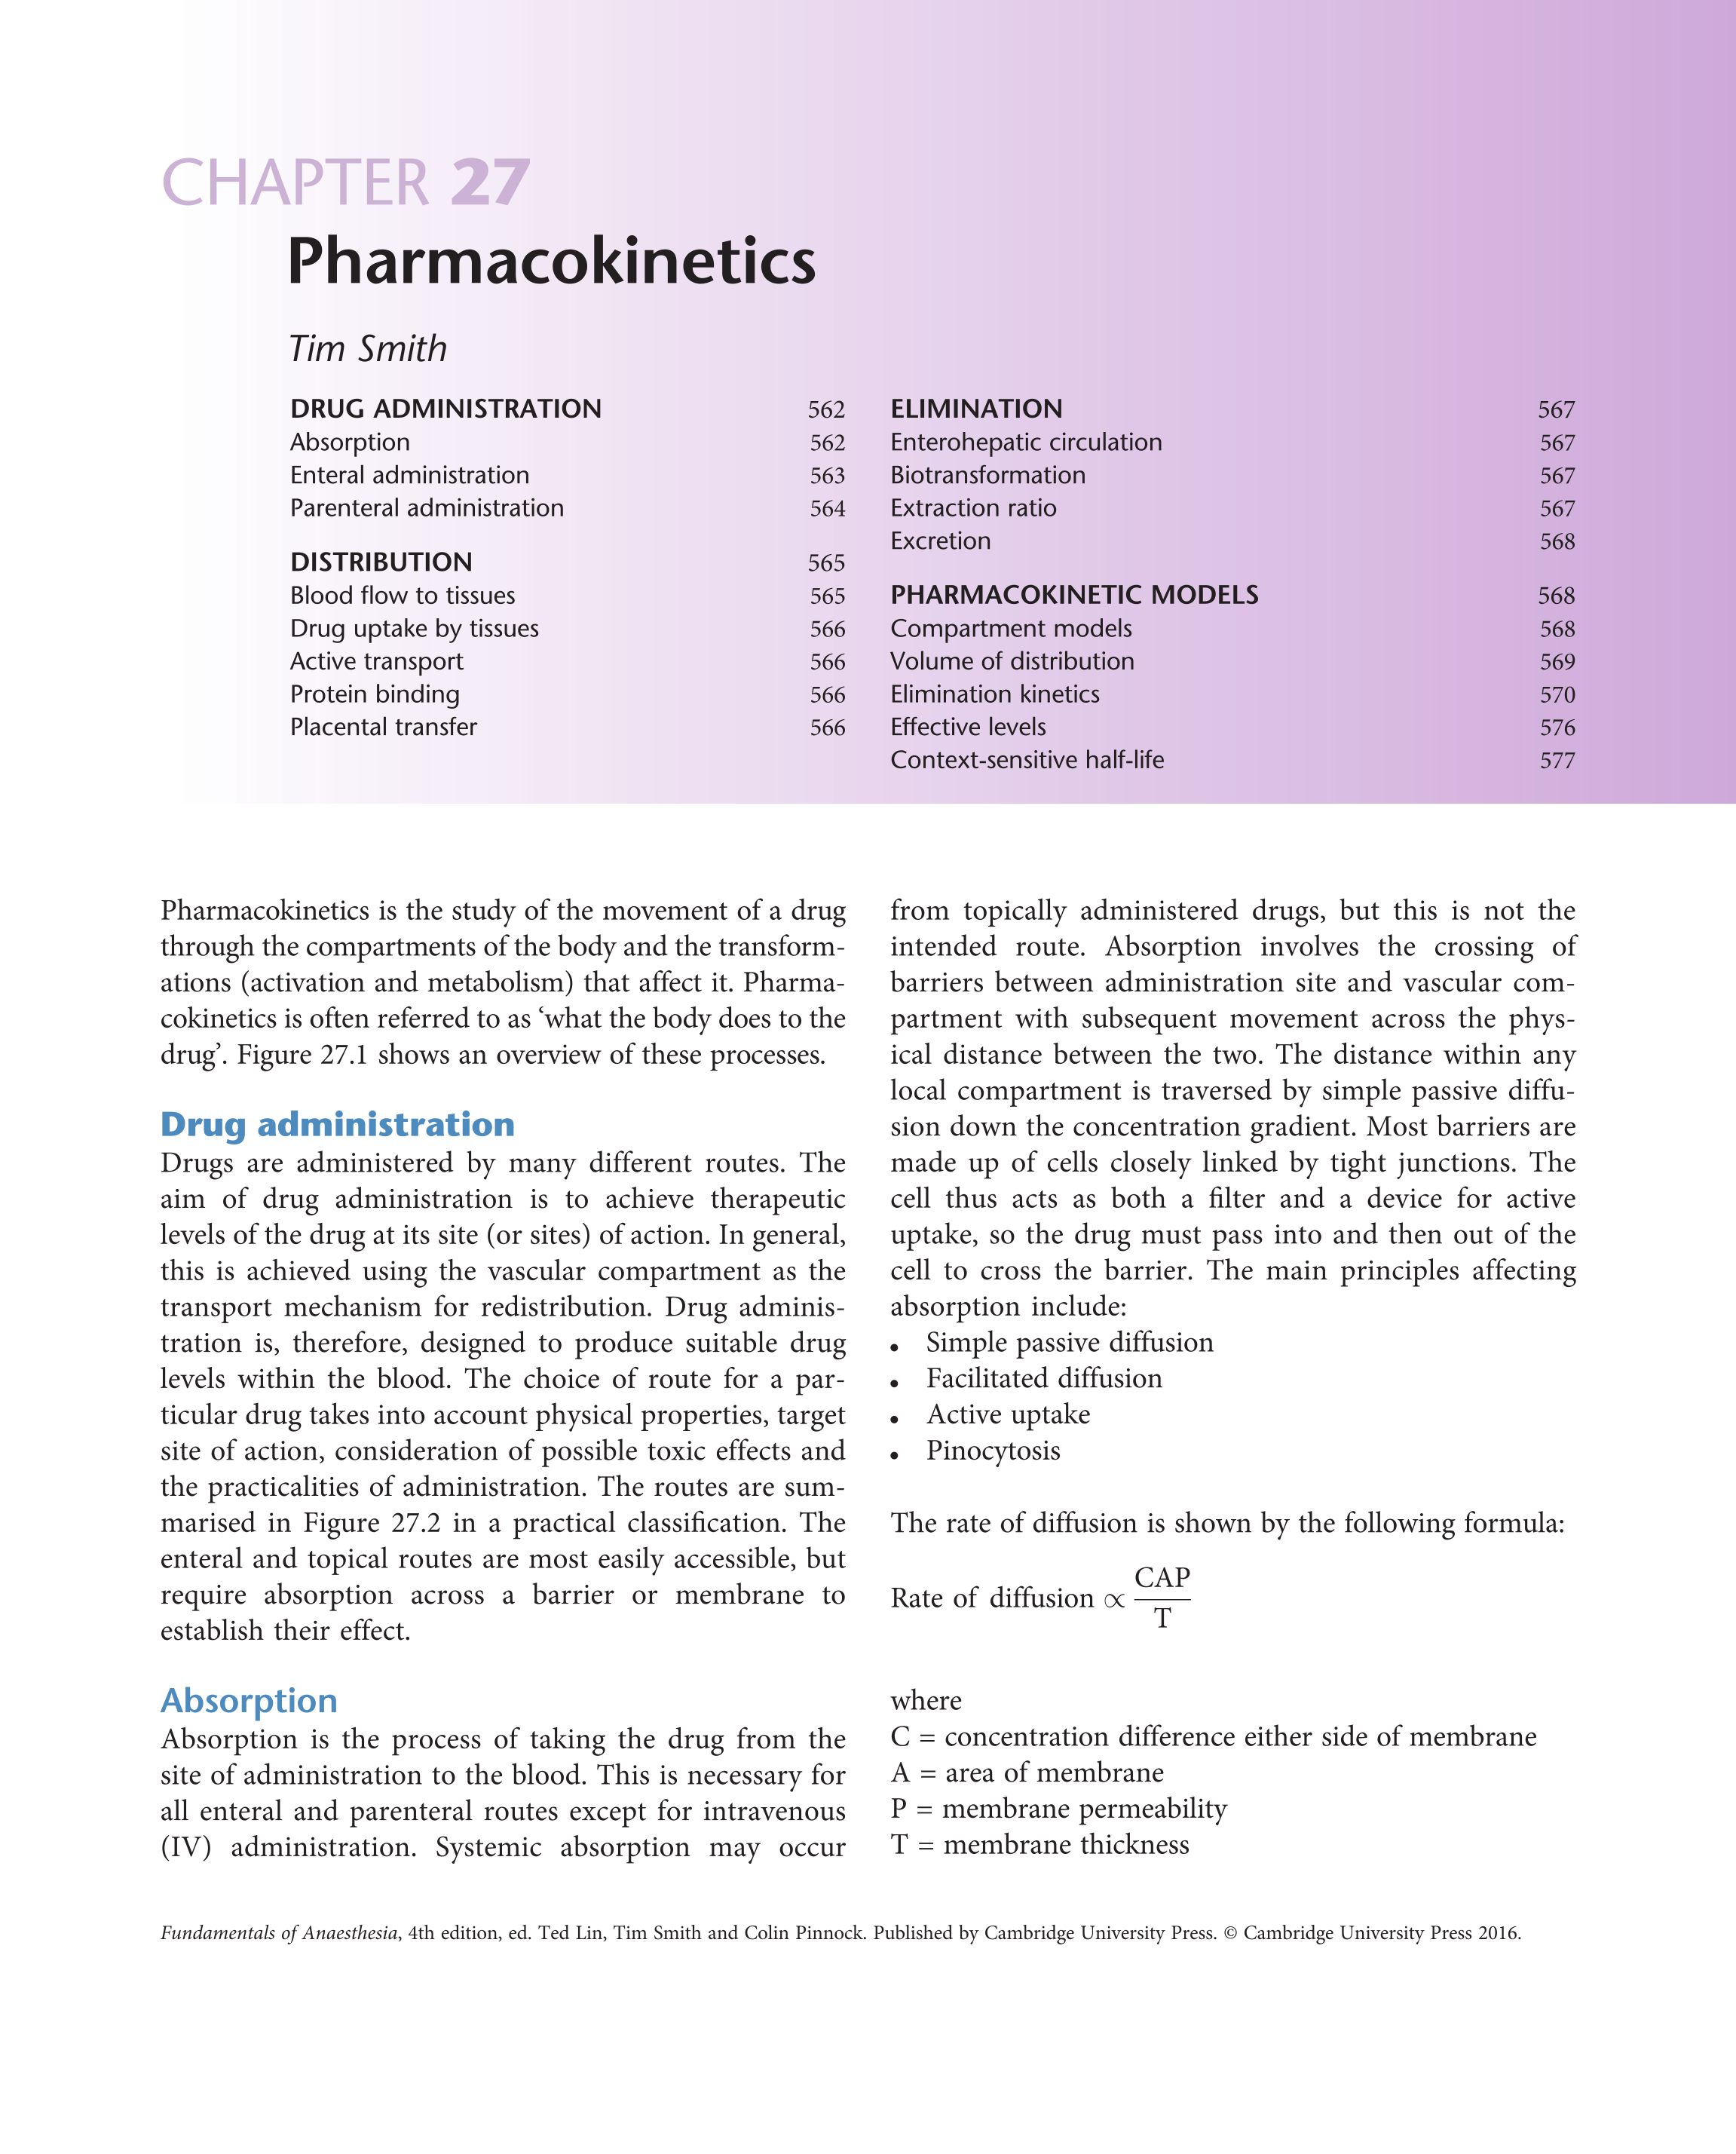 CHAPTER 27
Pharmacokinetics
Tim Smith
DRUG ADMINISTRATION 562
Absorption 562
Enteral administration 563
Parenteral administration 564
DISTRIBUTION 565
Blood flow to tissues 565
Drug uptake by tissues 566
Active transport 566
Protein binding 566
Placental transfer 566
ELIMINATION 567
Enterohepatic circulation 567
Biotransformation 567
Extraction ratio 567
Excretion 568
PHARMACOKINETIC MODELS 568
Compartment models 568
Volume of distribution 569
Elimination kinetics 570
Effective levels 576
Context-sensitive half-life 577
Pharmacokinetics is the study of the movement of a drug
through the compartments of the body and the transform-
ations (activation and metabolism) that affect it. Pharma-
cokinetics is often referred to as ‘what the body does to the
drug’. Figure 27.1 shows an overview of these processes.
Drug administration
Drugs are administered by many different routes. The
aim of drug administration is to achieve therapeutic
levels of the drug at its site (or sites) of action. In general,
this is achieved using the vascular compartment as the
transport mechanism for redistribution. Drug adminis-
tration is, therefore, designed to produce suitable drug
levels within the blood. The choice of route for a par-
ticular drug takes into account physical properties, target
site of action, consideration of possible toxic effects and
the practicalities of administration. The routes are sum-
marised in Figure 27.2 in a practical classification. The
enteral and topical routes are most easily accessible, but
require absorption across a barrier or membrane to
establish their effect.
Absorption
Absorption is the process of taking the drug from the
site of administration to the blood. This is necessary for
all enteral and parenteral routes except for intravenous
(IV) administration. Systemic absorption may occur
from topically administered drugs, but this is not the
intended route. Absorption involves the crossing of
barriers between administration site and vascular com-
partment with subsequent movement across the phys-
ical distance between the two. The distance within any
local compartment is traversed by simple passive diffu-
sion down the concentration gradient. Most barriers are
made up of cells closely linked by tight junctions. The
cell thus acts as both a filter and a device for active
uptake, so the drug must pass into and then out of the
cell to cross the barrier. The main principles affecting
absorption include:
• Simple passive diffusion
• Facilitated diffusion
• Active uptake
• Pinocytosis
The rate of diffusion is shown by the following formula:
Rate of diffusion ∝ CAP
T
where
C = concentration difference either side of membrane
A = area of membrane
P = membrane permeability
T = membrane thickness
Fundamentals of Anaesthesia, 4th edition, ed. Ted Lin, Tim Smith and Colin Pinnock. Published by Cambridge University Press. © Cambridge University Press 2016.